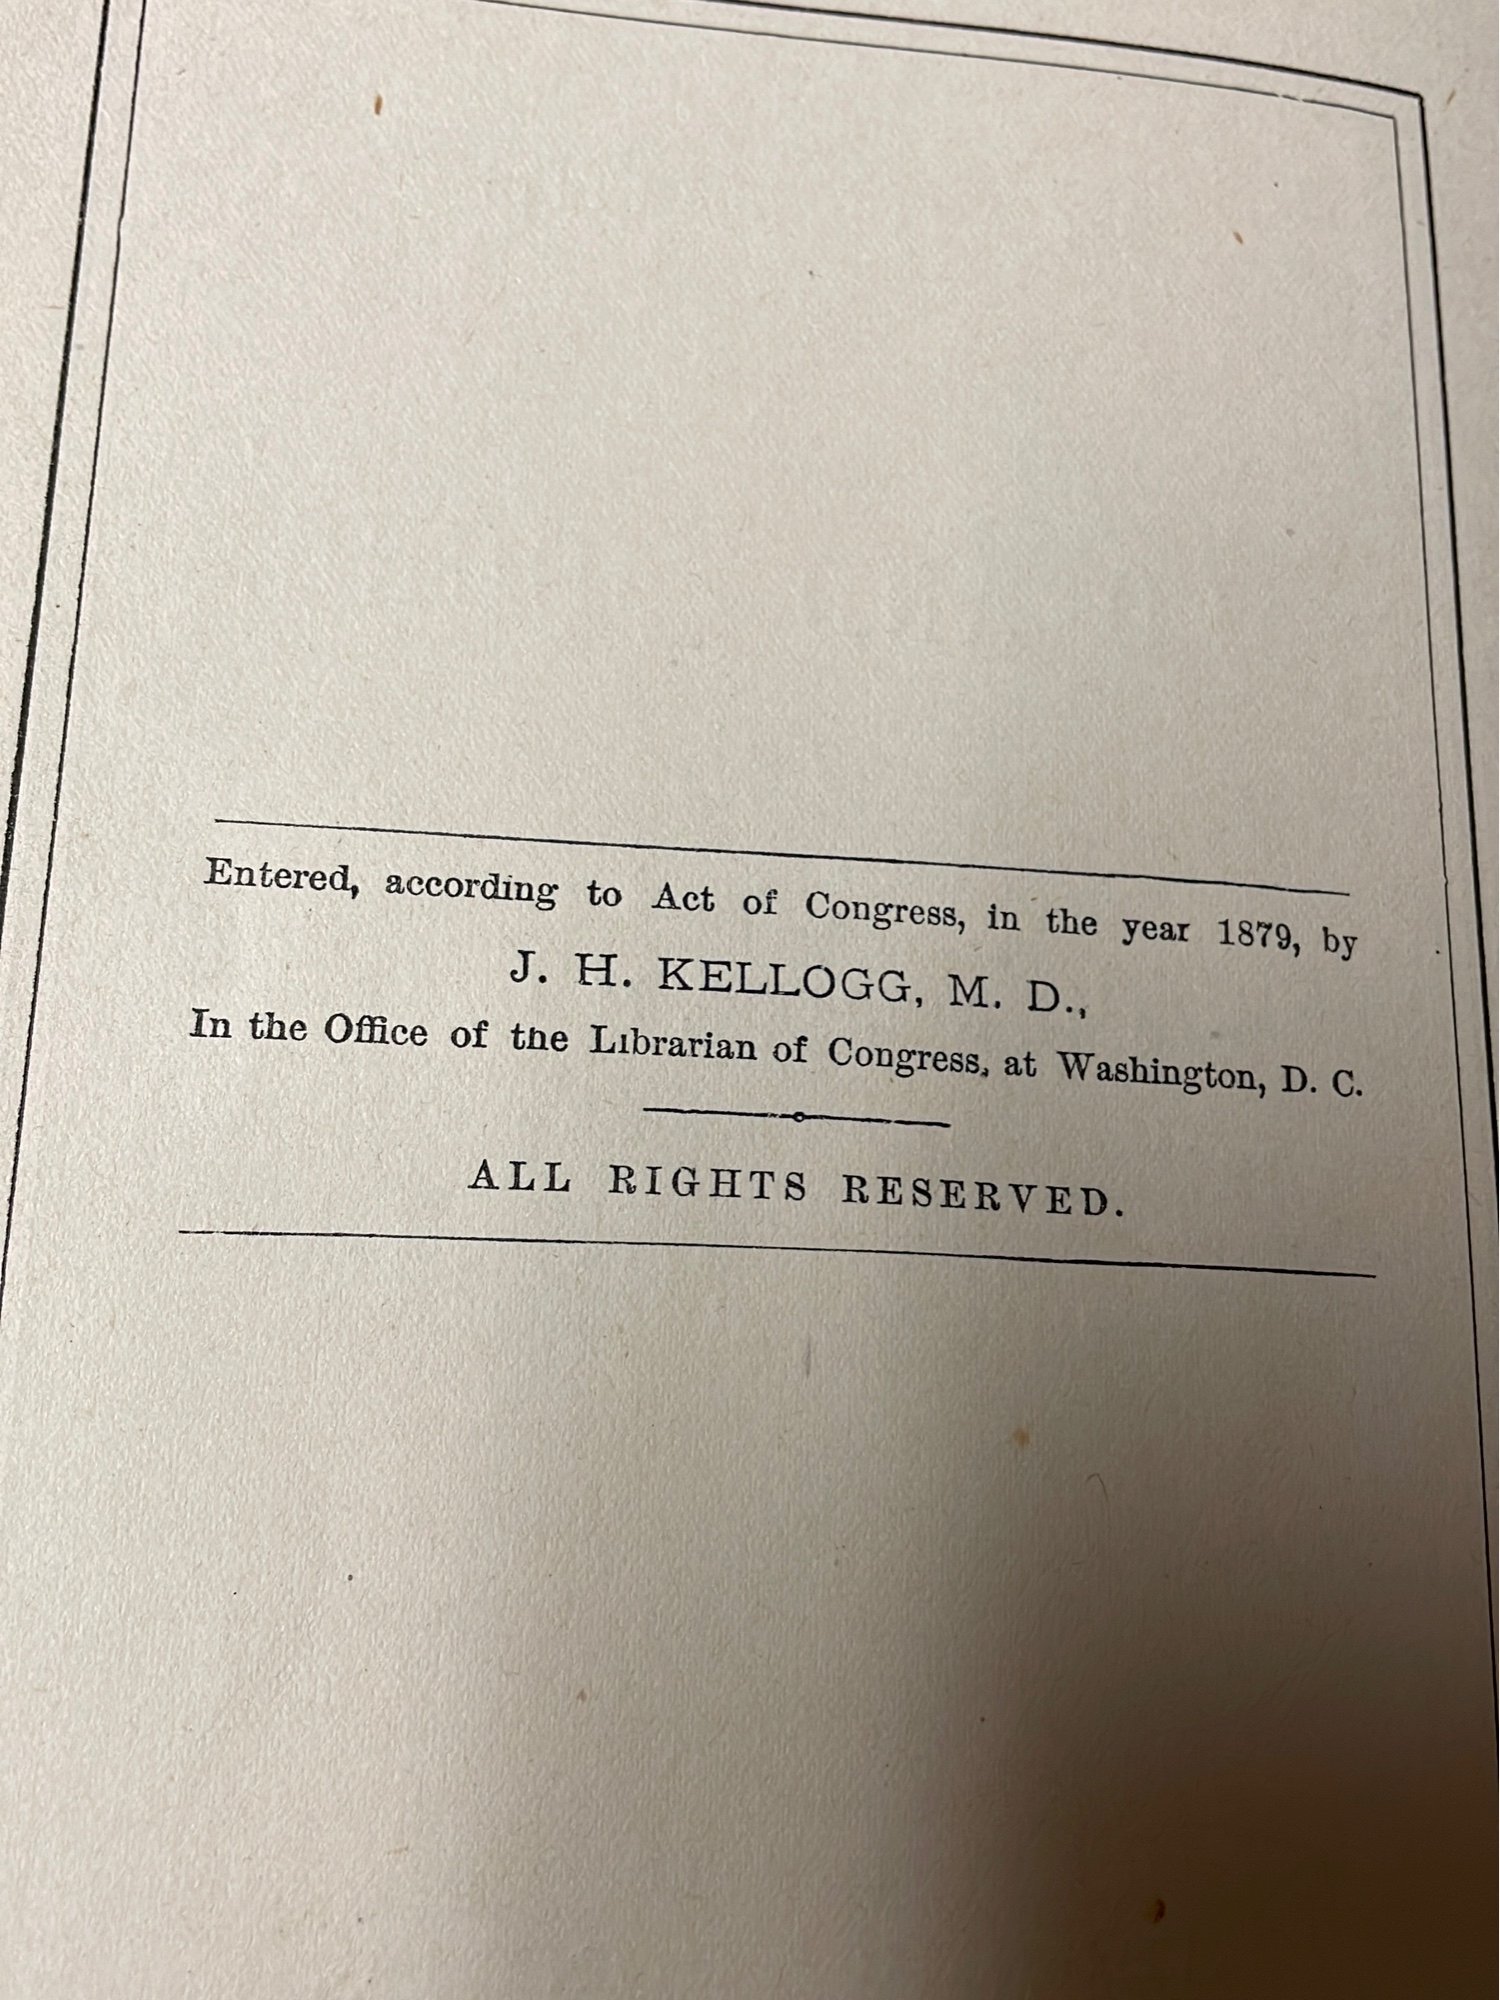 Entered, according to Act of Congress, in the year 1879, by
J. H. KELLOGG, M. D.,
In the Office of the Librarian of Congress, at Washington, D. C.
ALL RIGHTS RESERVED.